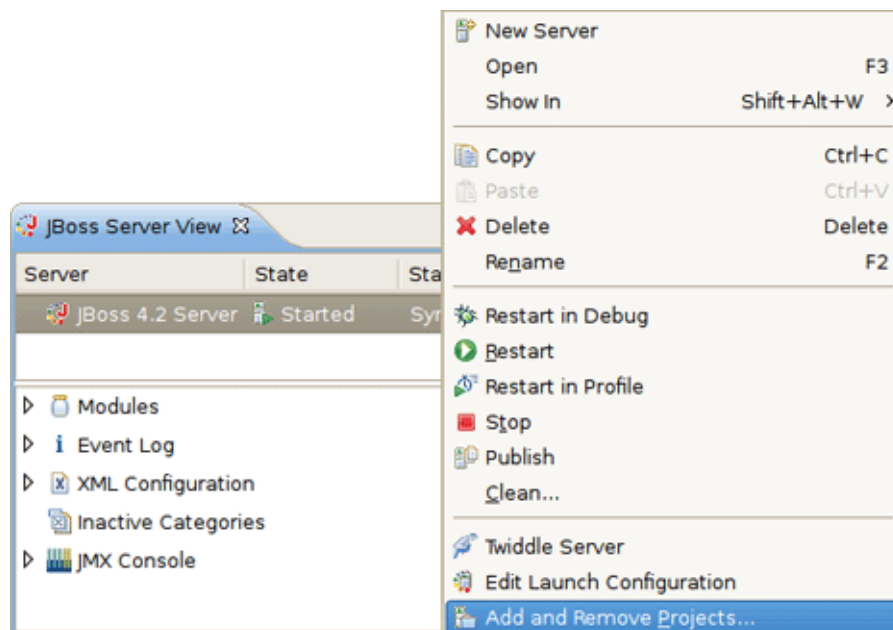 New Server
Open F3
Show In Shift+Alt+W
Copy Ctrl+C
Paste Ctrl+V
Delete Delete
Rename F2
Restart in Debug
Restart
Restart in Profile
Stop
Publish
Clean...
Twiddle Server
Edit Launch Configuration
Add and Remove Projects...
JBoss Server View
Server State Sta
JBoss 4.2 Server Started Syn
Modules
Event Log
XML Configuration
Inactive Categories
JMX Console